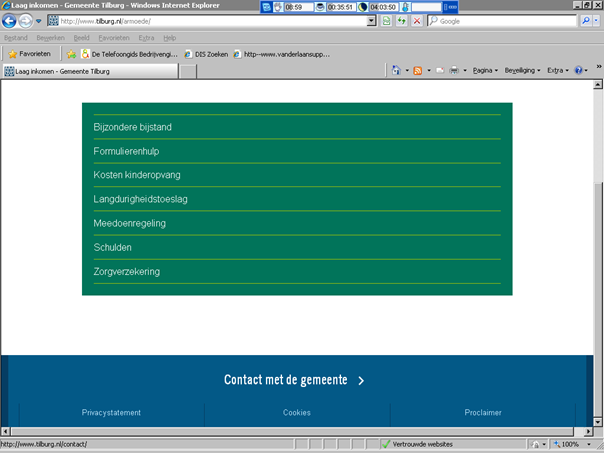 Laag inkomen - Gemeente Tilburg - Windows Internet Explorer
08:59 00:35:51 04:03:50
http://www.tilburg.nl/armoede/
Google
Bestand Bewerken Beeld Favorieten Extra Help
Favorieten De Telefoongids Bedrijvengi... DIS Zoeken http--www.vanderlaansupp...
Laag inkomen - Gemeente Tilburg
Pagina Beveiliging Extra
Bijzondere bijstand
Formulierenhulp
Kosten kinderopvang
Langdurigheidstoeslag
Meedoenregeling
Schulden
Zorgverzekering
Contact met de gemeente
Privacystatement Cookies Proclaimer
http://www.tilburg.nl/contact/ Vertrouwde websites 100%